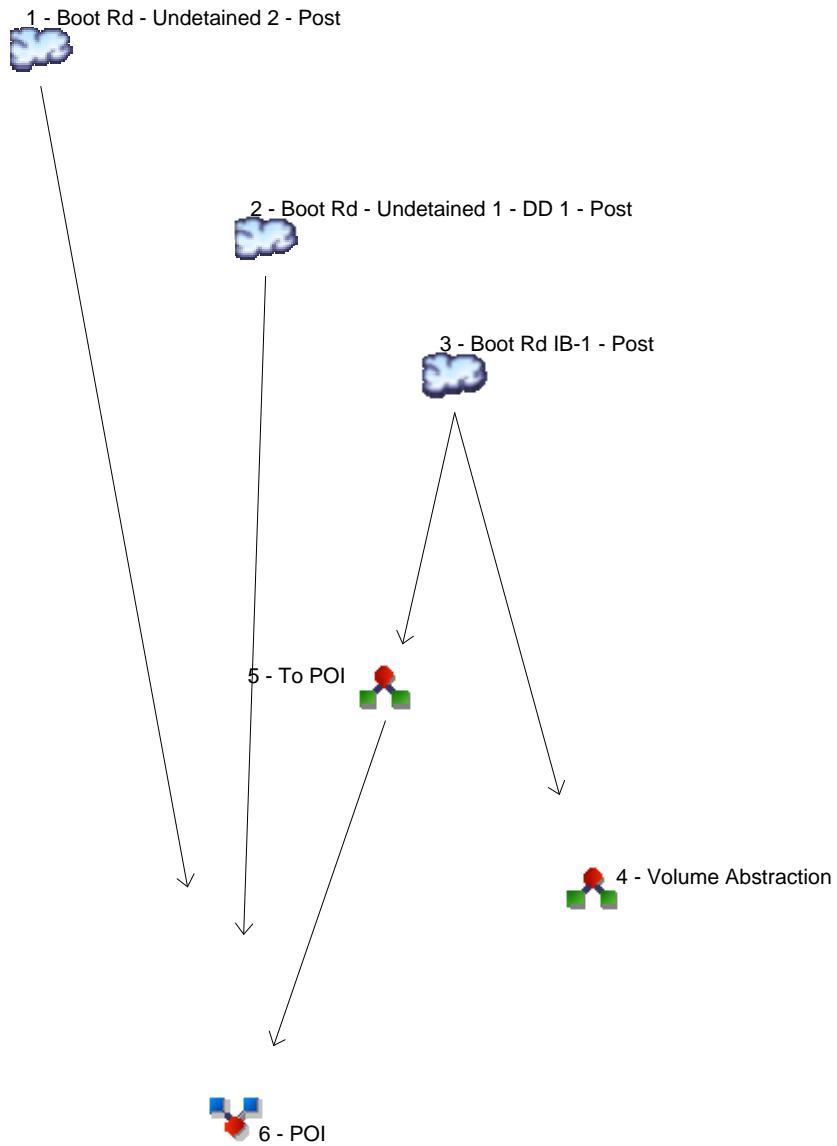 1 - Boot Rd - Undetained 2 - Post
2 - Boot Rd - Undetained 1 - DD 1 - Post
3 - Boot Rd IB-1 - Post
5 - To POI
4 - Volume Abstraction
6 - POI